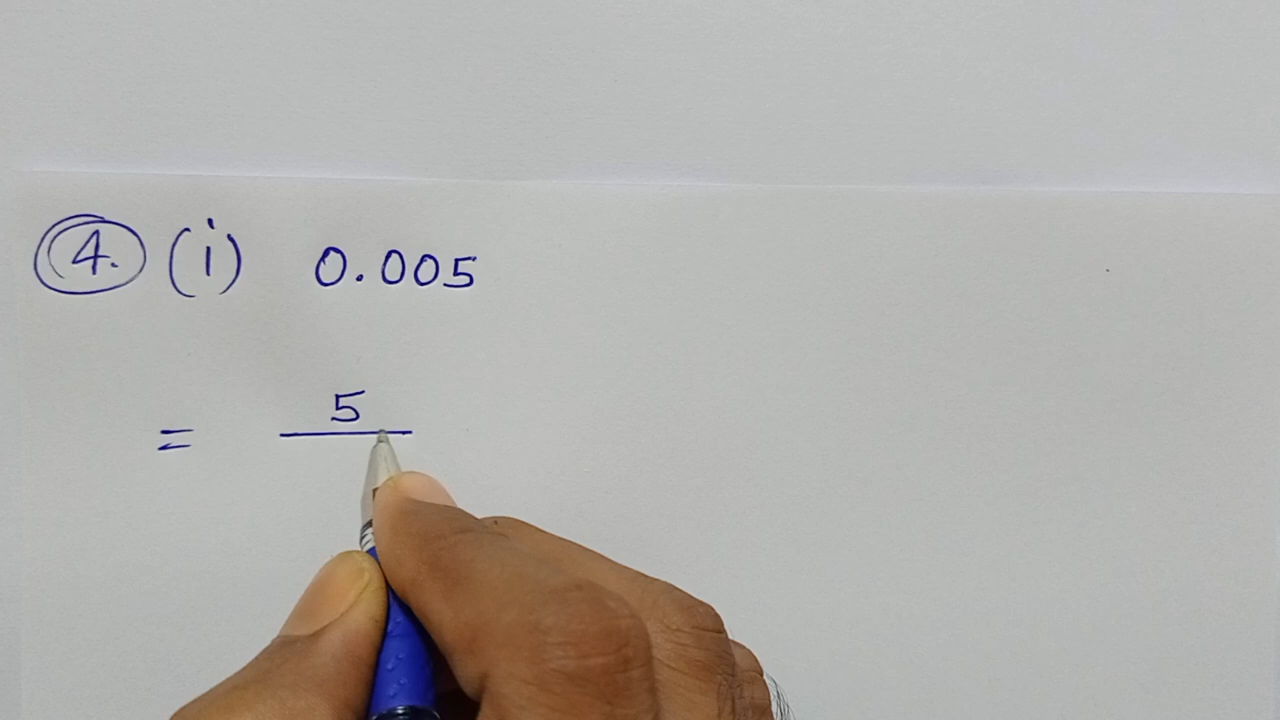 4. (i) 0.005
= 5